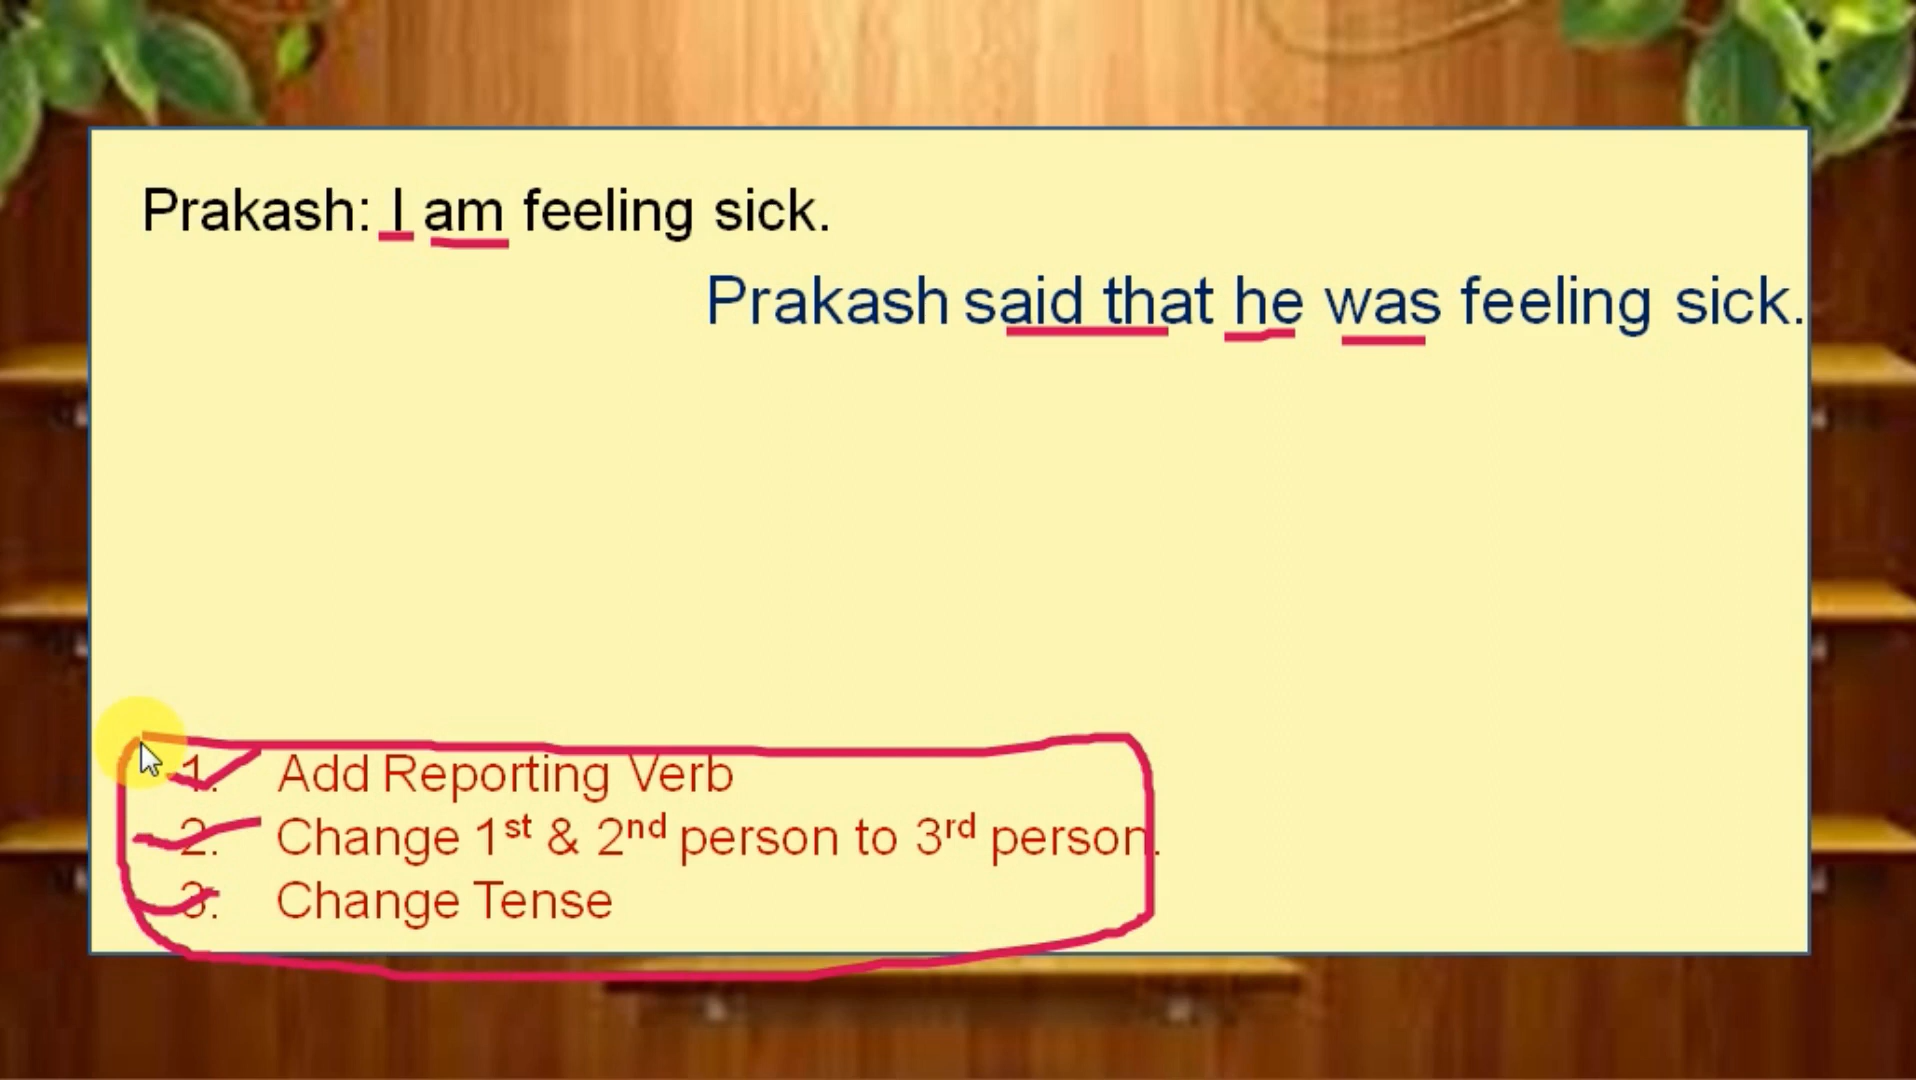 Prakash: I am feeling sick.
Prakash said that he was feeling sick.
1. Add Reporting Verb
2. Change 1st & 2nd person to 3rd person.
3. Change Tense